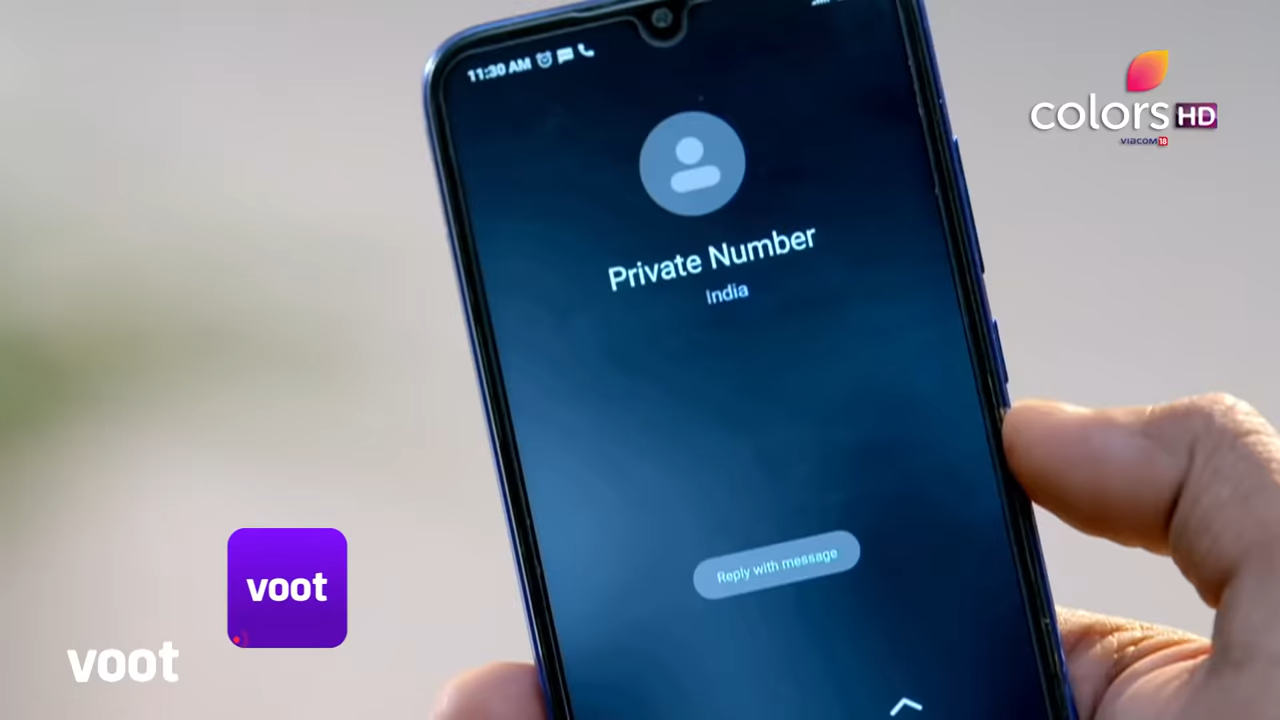 11:30 AM
colors HD
VIACOM18
Private Number
India
Reply with message
voot
voot